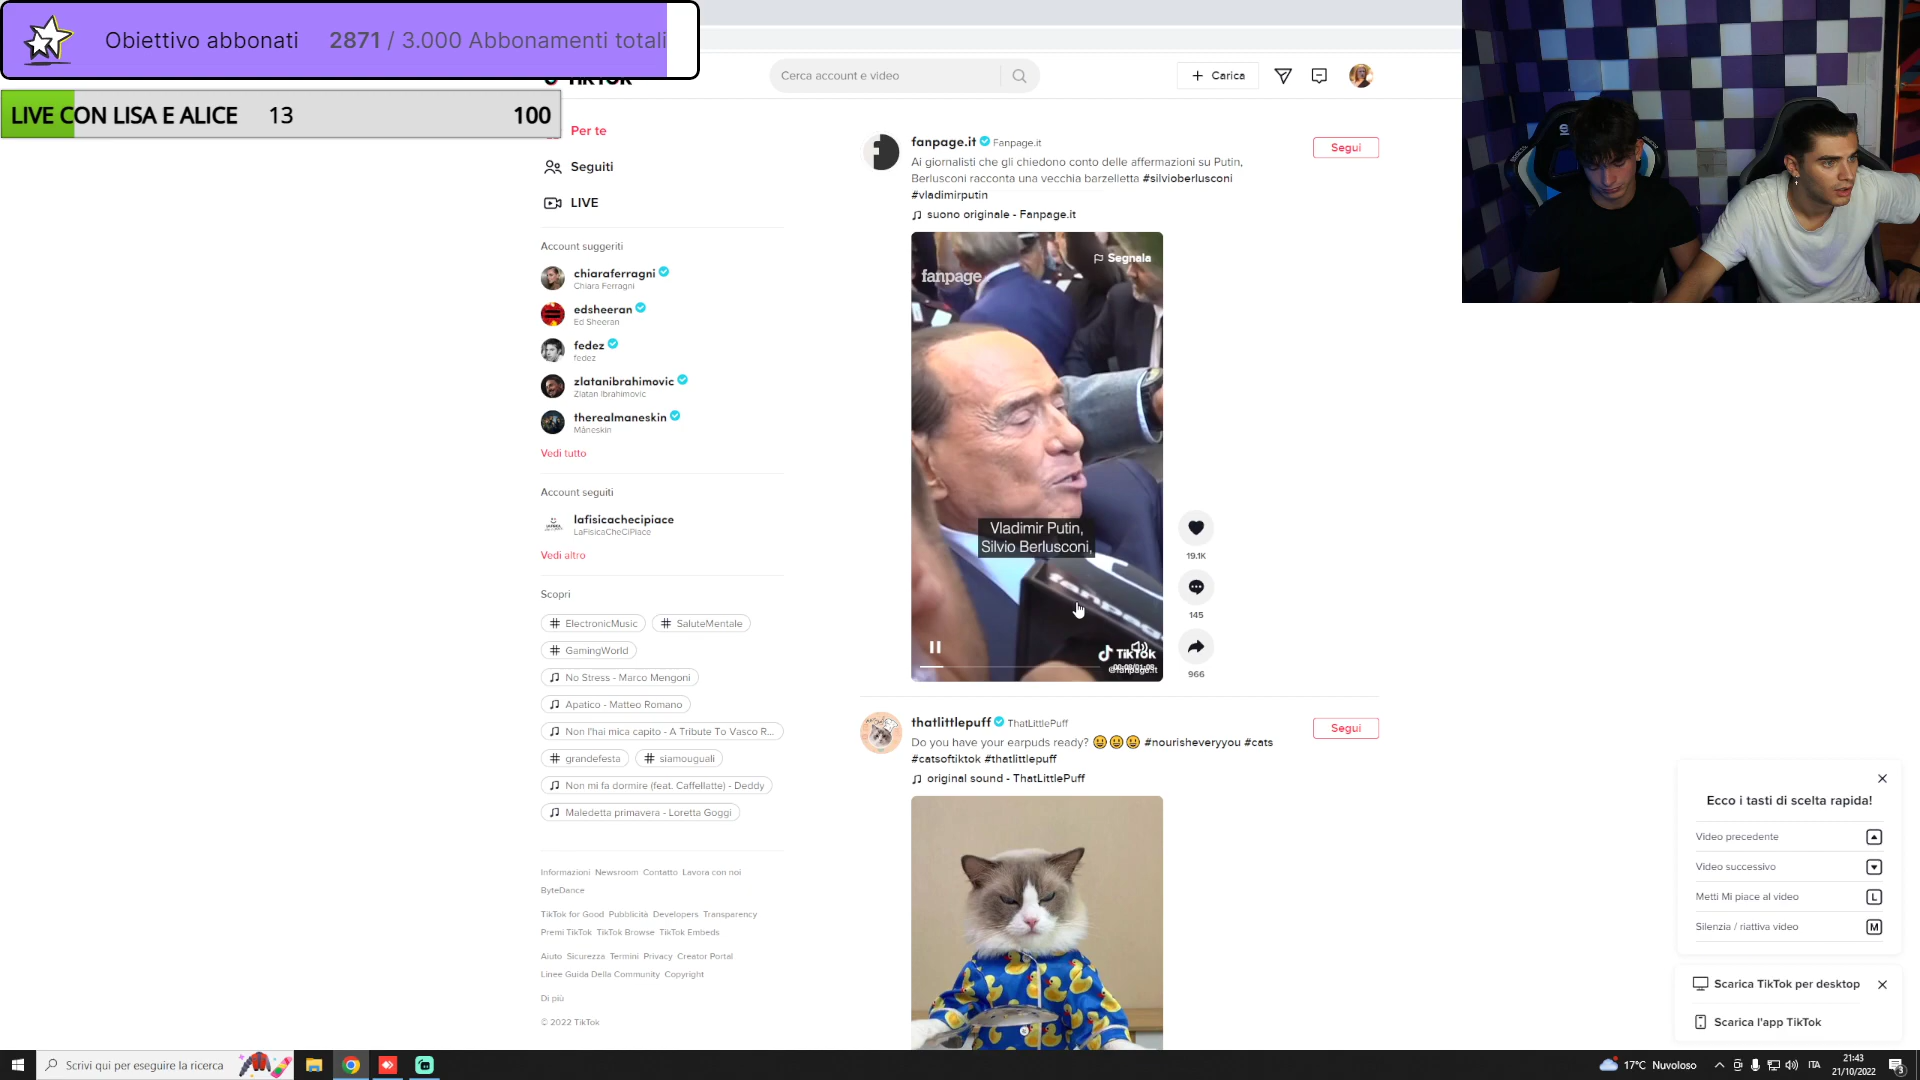 Obiettivo abbonati 2871 / 3.000 Abbonamenti totali
LIVE CON LISA E ALICE 13 100
Cerca account e video
Carica
Per te
Seguiti
LIVE
Account suggeriti
chiaraferragni
Chiara Ferragni
edsheeran
Ed Sheeran
fedez
fedez
zlatanibrahimovic
Zlatan Ibrahimovic
therealmaneskin
Måneskin
Vedi tutto
Account seguiti
lafisicachecipiace
LaFisicaCheCiPiace
Vedi altro
Scopri
# ElectronicMusic # SaluteMentale
# GamingWorld
No Stress - Marco Mengoni
Apatico - Matteo Romano
Non l'hai mica capito - A Tribute To Vasco R...
# grandefesta # siamouguali
Non mi fa dormire (feat. Caffellatte) - Deddy
Maledetta primavera - Loretta Goggi
Informazioni Newsroom Contatto Lavora con noi
ByteDance
TikTok for Good Pubblicità Developers Transparency
Premi TikTok TikTok Browse TikTok Embeds
Aiuto Sicurezza Termini Privacy Creator Portal
Linee Guida Della Community Copyright
Di più
© 2022 TikTok
fanpage.it Fanpage.it
Segui
Ai giornalisti che gli chiedono conto delle affermazioni su Putin,
Berlusconi racconta una vecchia barzelletta #silvioberlusconi
#vladimirputin
suono originale - Fanpage.it
Segnala
fanpage
Vladimir Putin,
Silvio Berlusconi,
fanpage
TikTok
@fanpage.it
19.1K
145
966
thatlittlepuff ThatLittlePuff
Segui
Do you have your earpuds ready? 😃😃😃 #nourisheveryyou #cats
#catsoftiktok #thatlittlepuff
original sound - ThatLittlePuff
Ecco i tasti di scelta rapida!
Video precedente
Video successivo
Metti Mi piace al video L
Silenzia / riattiva video M
Scarica TikTok per desktop
Scarica l'app TikTok
Scrivi qui per eseguire la ricerca
17°C Nuvoloso
ITA
21:43
21/10/2022
3